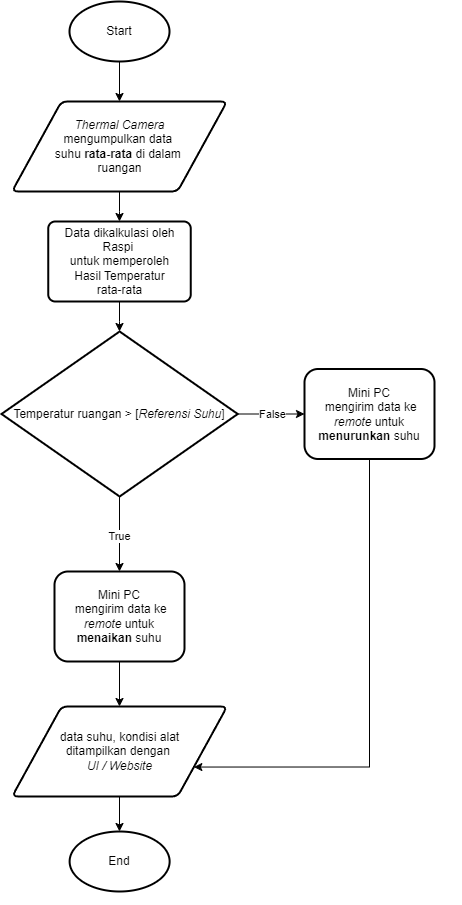 Start
Thermal Camera
mengumpulkan data
suhu rata-rata di dalam
ruangan
Data dikalkulasi oleh
Raspi
untuk memperoleh
Hasil Temperatur
rata-rata
Temperatur ruangan > [Referensi Suhu]
False
Mini PC
mengirim data ke
remote untuk
menurunkan suhu
True
Mini PC
mengirim data ke
remote untuk
menaikan suhu
data suhu, kondisi alat
ditampilkan dengan
UI / Website
End